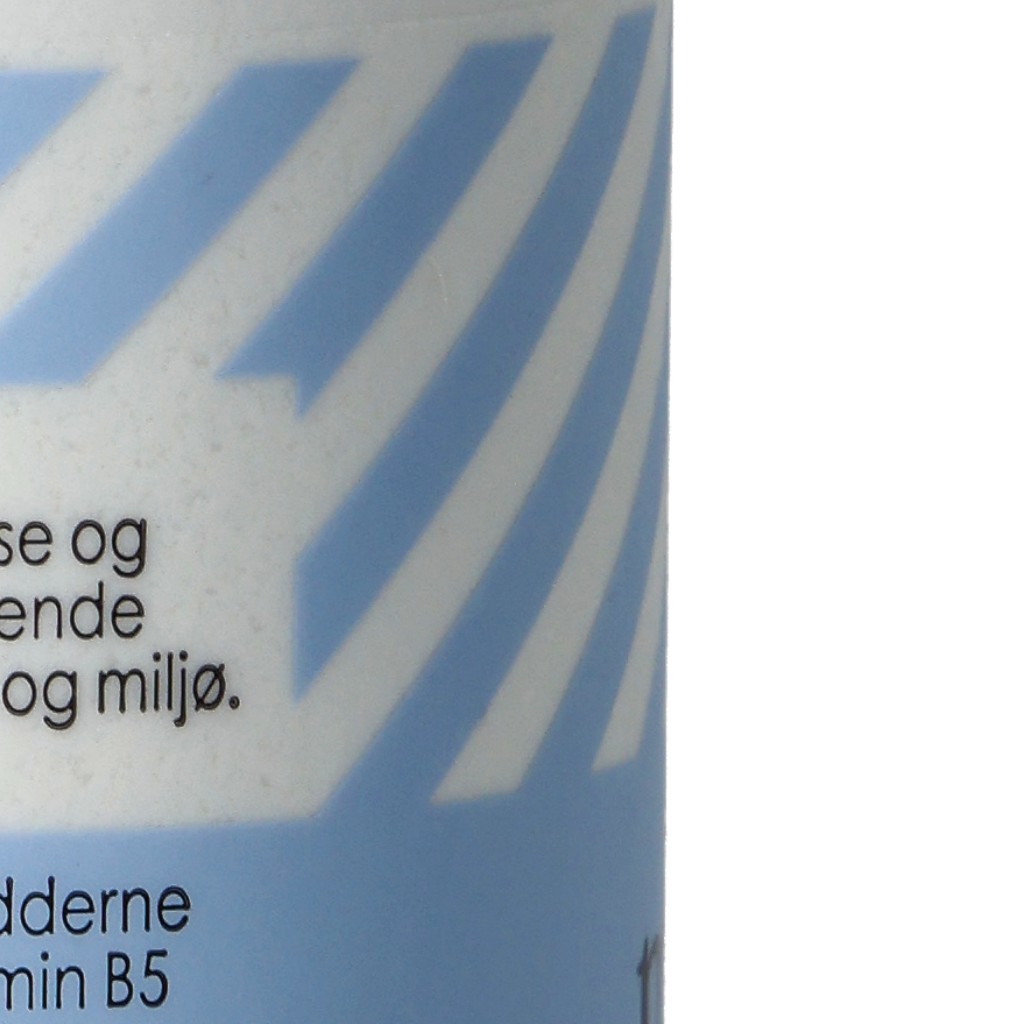 se og
ende
og miljø.
dderne
min B5